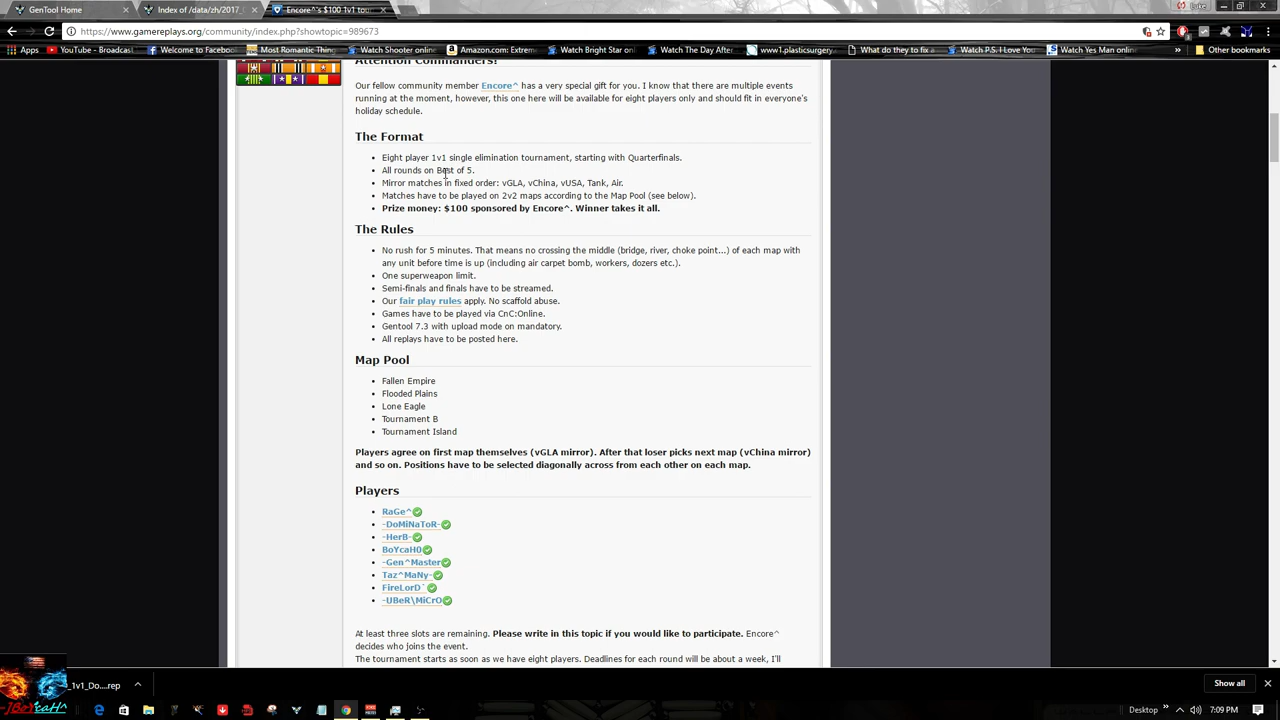 GenTool Home
Index of /data/zh/2017_
Encore^'s $100 1v1 tou
Luke
https://www.gamereplays.org/community/index.php?showtopic=989673
Apps
YouTube - Broadcast
Welcome to Facebook
Most Romantic Thing
Watch Shooter online
Amazon.com: Extrem
Watch Bright Star on
Watch The Day After
www1.plasticsurgery.
What do they to fix a
Watch P.S. I Love You
Watch Yes Man online
Other bookmarks
Attention Commanders!
Our fellow community member Encore^ has a very special gift for you. I know that there are multiple events
running at the moment, however, this one here will be available for eight players only and should fit in everyone's
holiday schedule.
The Format
Eight player 1v1 single elimination tournament, starting with Quarterfinals.
All rounds on Best of 5.
Mirror matches in fixed order: vGLA, vChina, vUSA, Tank, Air.
Matches have to be played on 2v2 maps according to the Map Pool (see below).
Prize money: $100 sponsored by Encore^. Winner takes it all.
The Rules
No rush for 5 minutes. That means no crossing the middle (bridge, river, choke point...) of each map with
any unit before time is up (including air carpet bomb, workers, dozers etc.).
One superweapon limit.
Semi-finals and finals have to be streamed.
Our fair play rules apply. No scaffold abuse.
Games have to be played via CnC:Online.
Gentool 7.3 with upload mode on mandatory.
All replays have to be posted here.
Map Pool
Fallen Empire
Flooded Plains
Lone Eagle
Tournament B
Tournament Island
Players agree on first map themselves (vGLA mirror). After that loser picks next map (vChina mirror)
and so on. Positions have to be selected diagonally across from each other on each map.
Players
RaGe^
-DoMiNaToR-
-HerB-
BoYcaH0
-Gen^Master
Taz^MaNy-
FireLorD`
-UBeR\MiCrO
At least three slots are remaining. Please write in this topic if you would like to participate. Encore^
decides who joins the event.
The tournament starts as soon as we have eight players. Deadlines for each round will be about a week, I'll
_1v1_Do....rep
Show all
Desktop
7:09 PM